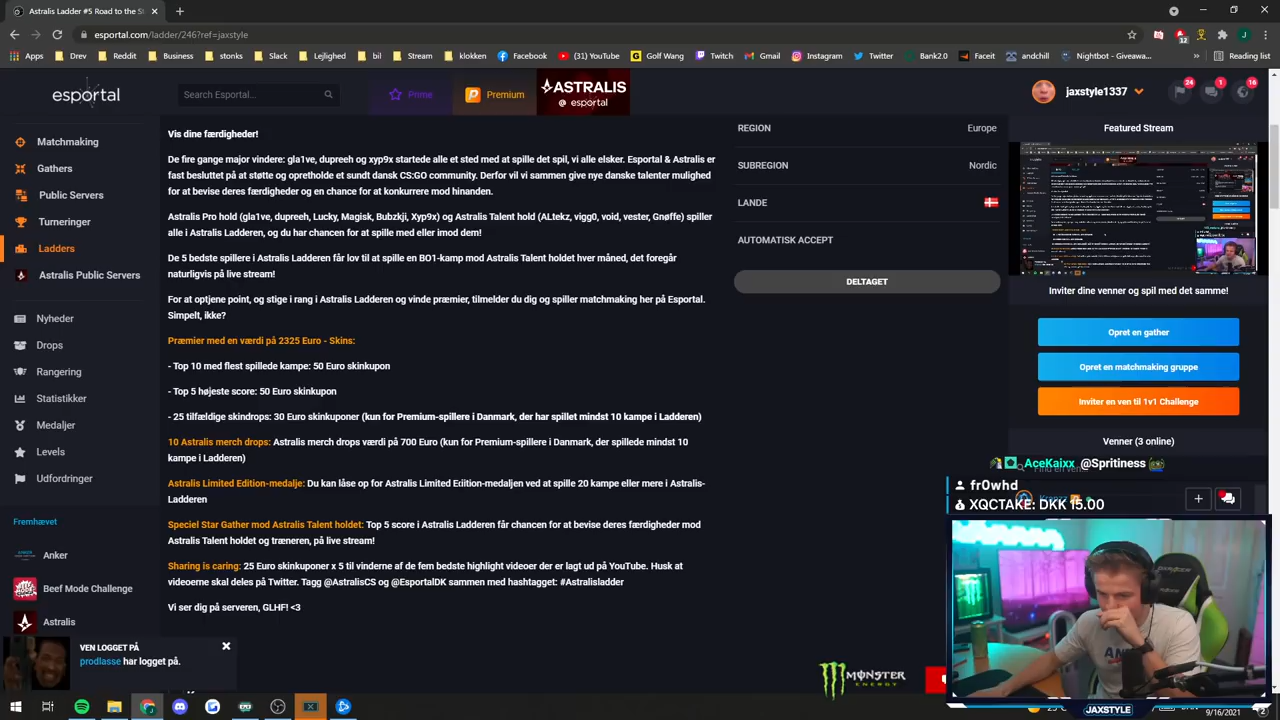 Astralis Ladder #5 Road to the St
esportal.com/ladder/246?ref=jaxstyle
Apps
Drev
Reddit
Business
stonks
Slack
Lejlighed
bil
Stream
klokken
Facebook
(31) YouTube
Golf Wang
Twitch
Gmail
Instagram
Twitter
Bank2.0
Faceit
andchill
Nightbot - Giveawa...
Reading list
esportal
Search Esportal...
Prime
Premium
ASTRALIS
@ esportal
jaxstyle1337
24
1
16
Matchmaking
Gathers
Public Servers
Turneringer
Ladders
Astralis Public Servers
Nyheder
Drops
Rangering
Statistikker
Medaljer
Levels
Udfordringer
Fremhævet
Anker
Beef Mode Challenge
Astralis
VEN LOGGET PÅ
prodlasse har logget på.
Vis dine færdigheder!
De fire gange major vindere: gla1ve, dupreeh og xyp9x startede alle et sted med at spille det spil, vi alle elsker. Esportal & Astralis er
fast besluttet på at støtte og opretholde et sundt dansk CS:GO community. Derfor vil vi sammen give nye danske talenter mulighed
for at bevise deres færdigheder og en chance for at konkurrere mod hinanden.
Astralis Pro hold (gla1ve, dupreeh, Lucky, Magisk, Bubzkji, Xyp9x) og Astralis Talent hold (ALtekz, vigg0, void, vester, Gnøffe) spiller
alle i Astralis Ladderen, og du har chancen for at spille med eller imod dem!
De 5 bedste spillere i Astralis Ladderen får lov til at spille en BO1-kamp mod Astralis Talent holdet hver måned, det foregår
naturligvis på live stream!
For at optjene point, og stige i rang i Astralis Ladderen og vinde præmier, tilmelder du dig og spiller matchmaking her på Esportal.
Simpelt, ikke?
Præmier med en værdi på 2325 Euro - Skins:
- Top 10 med flest spillede kampe: 50 Euro skinkupon
- Top 5 højeste score: 50 Euro skinkupon
- 25 tilfældige skindrops: 30 Euro skinkuponer (kun for Premium-spillere i Danmark, der har spillet mindst 10 kampe i Ladderen)
10 Astralis merch drops: Astralis merch drops værdi på 700 Euro (kun for Premium-spillere i Danmark, der spillede mindst 10
kampe i Ladderen)
Astralis Limited Edition-medalje: Du kan låse op for Astralis Limited Edition-medaljen ved at spille 20 kampe eller mere i Astralis-
Ladderen
Speciel Star Gather mod Astralis Talent holdet: Top 5 score i Astralis Ladderen får chancen for at bevise deres færdigheder mod
Astralis Talent holdet og træneren, på live stream!
Sharing is caring: 25 Euro skinkuponer x 5 til vinderne af de fem bedste highlight videoer der er lagt ud på YouTube. Husk at
videoerne skal deles på Twitter. Tagg @AstralisCS og @EsportalDK sammen med hashtagget: #Astralisladder
Vi ser dig på serveren, GLHF! <3
REGION
Europe
SUBREGION
Nordic
LANDE
AUTOMATISK ACCEPT
DELTAGET
Featured Stream
Inviter dine venner og spil med det samme!
Opret en gather
Opret en matchmaking gruppe
Inviter en ven til 1v1 Challenge
Venner (3 online)
AceKaixx @Spritiness
fr0whd
XQCTAKE: DKK 15.00
MONSTER
ENERGY
JAXSTYLE
9/16/2021